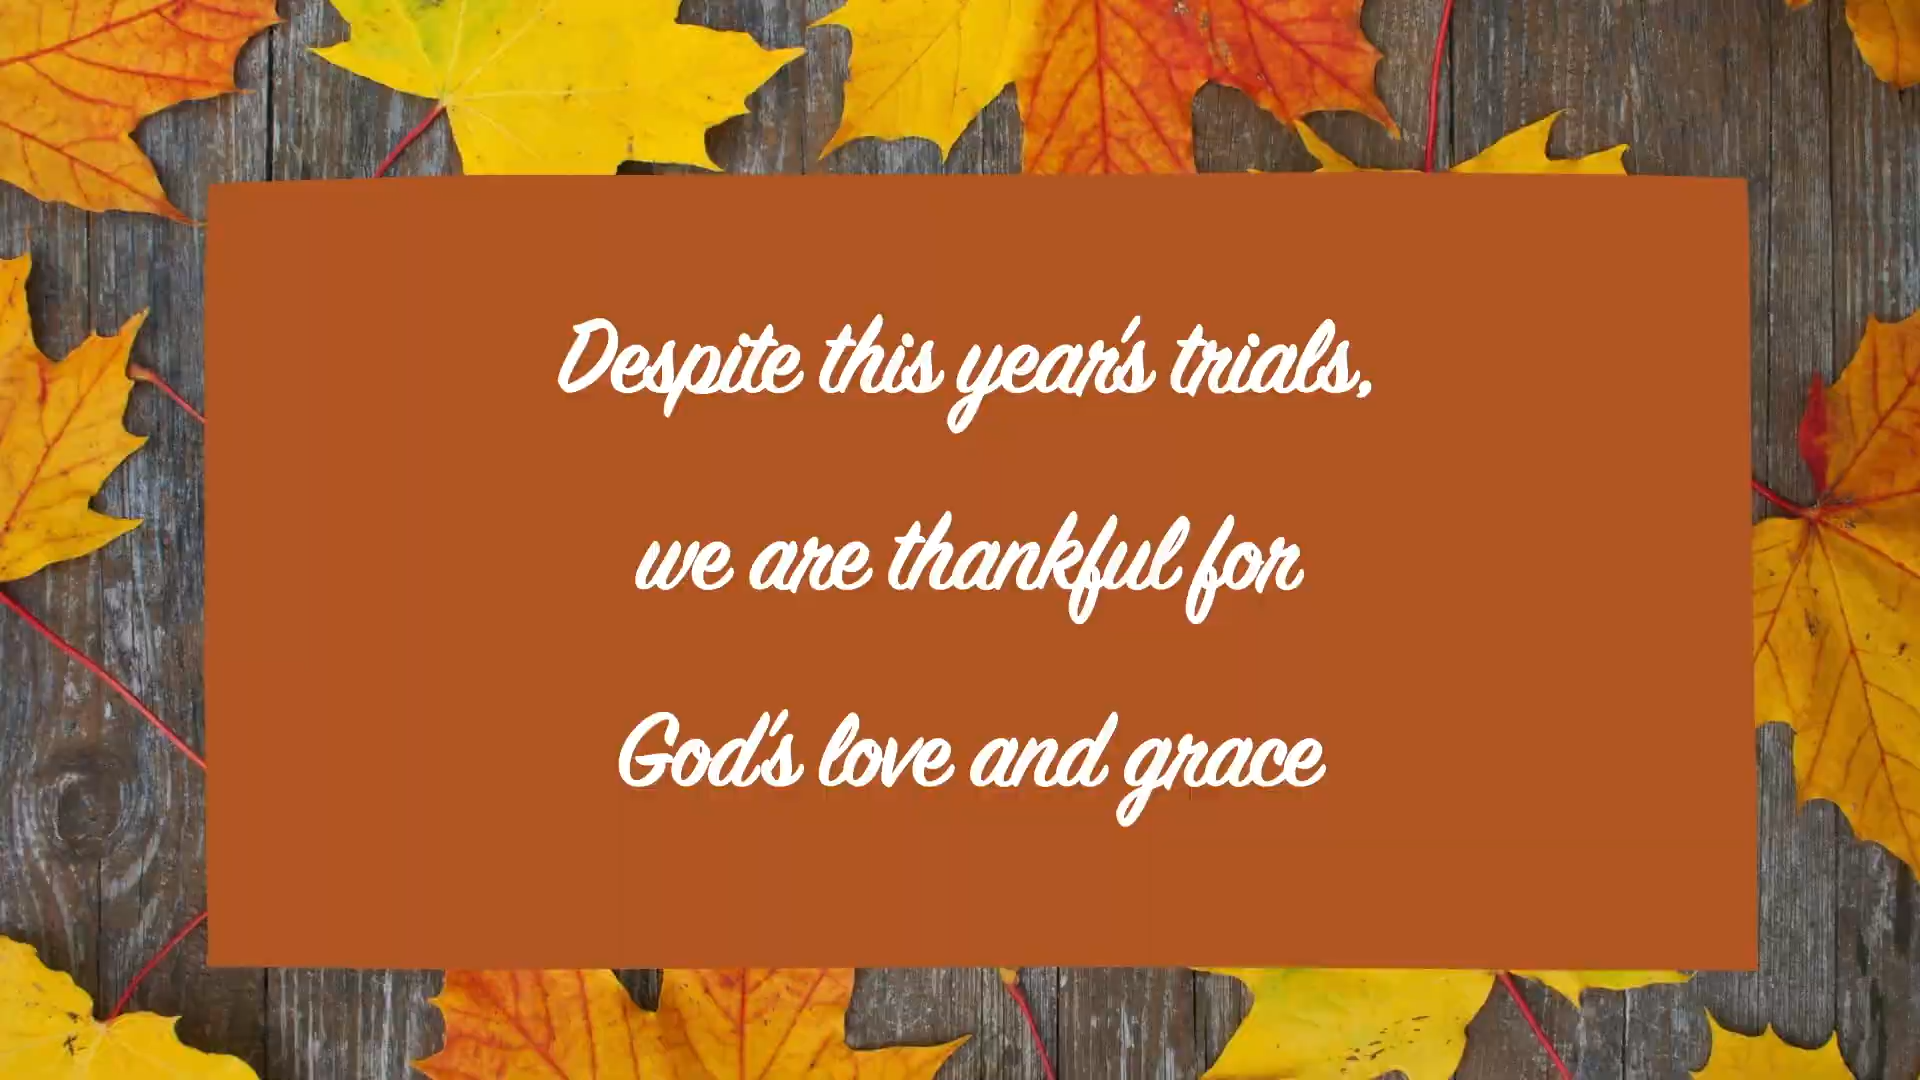 Despite this year's trials,
we are thankful for
God's love and grace